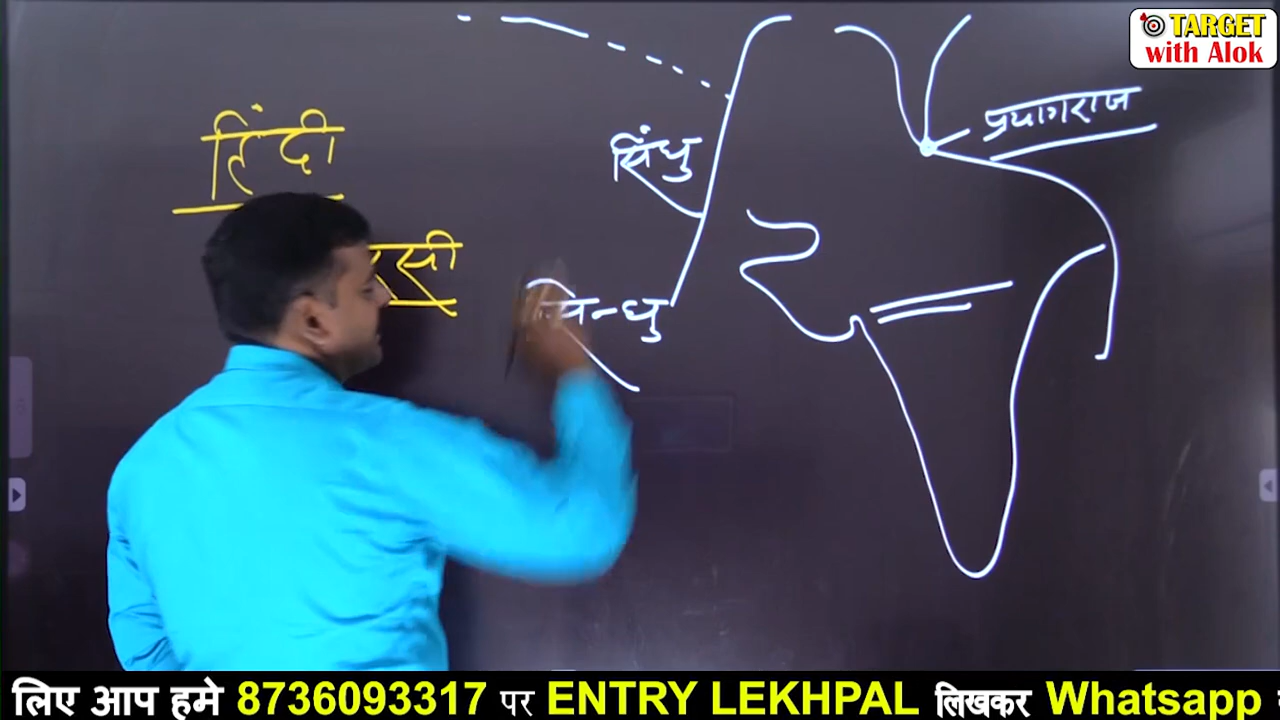 TARGET
with Alok
हिंदी
प्रयागराज
सिंधु
लिए आप हमे 8736093317 पर ENTRY LEKHPAL लिखकर Whatsapp